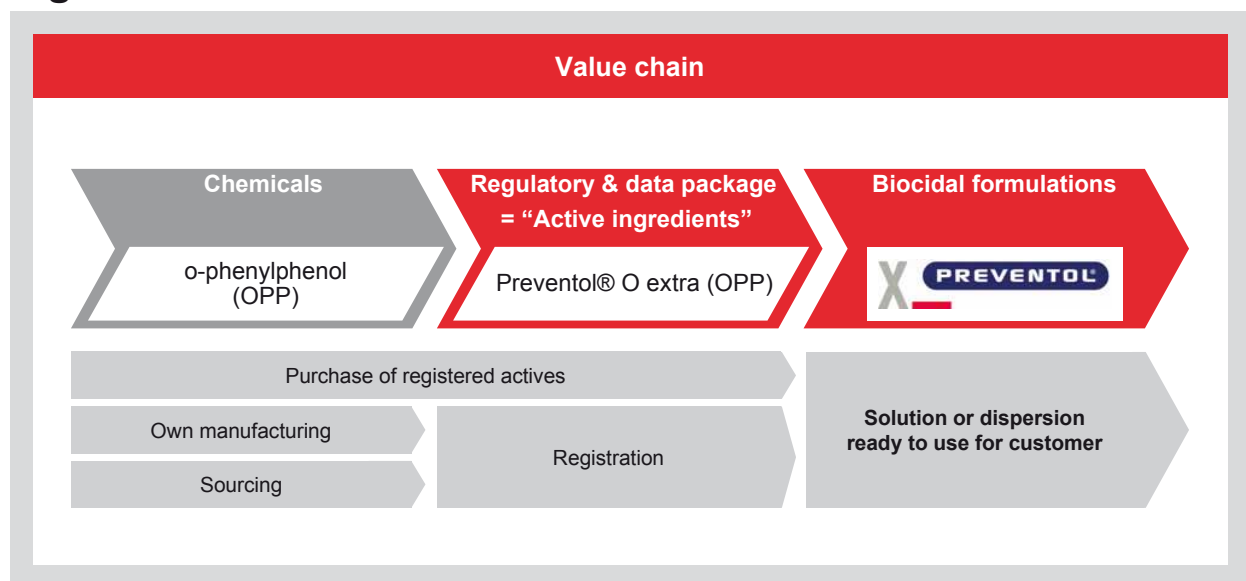 Value chain
Chemicals
o-phenylphenol
(OPP)
Regulatory & data package
= “Active ingredients”
Preventol® O extra (OPP)
Biocidal formulations
X_ PREVENTOL®
Purchase of registered actives
Own manufacturing
Sourcing
Registration
Solution or dispersion
ready to use for customer